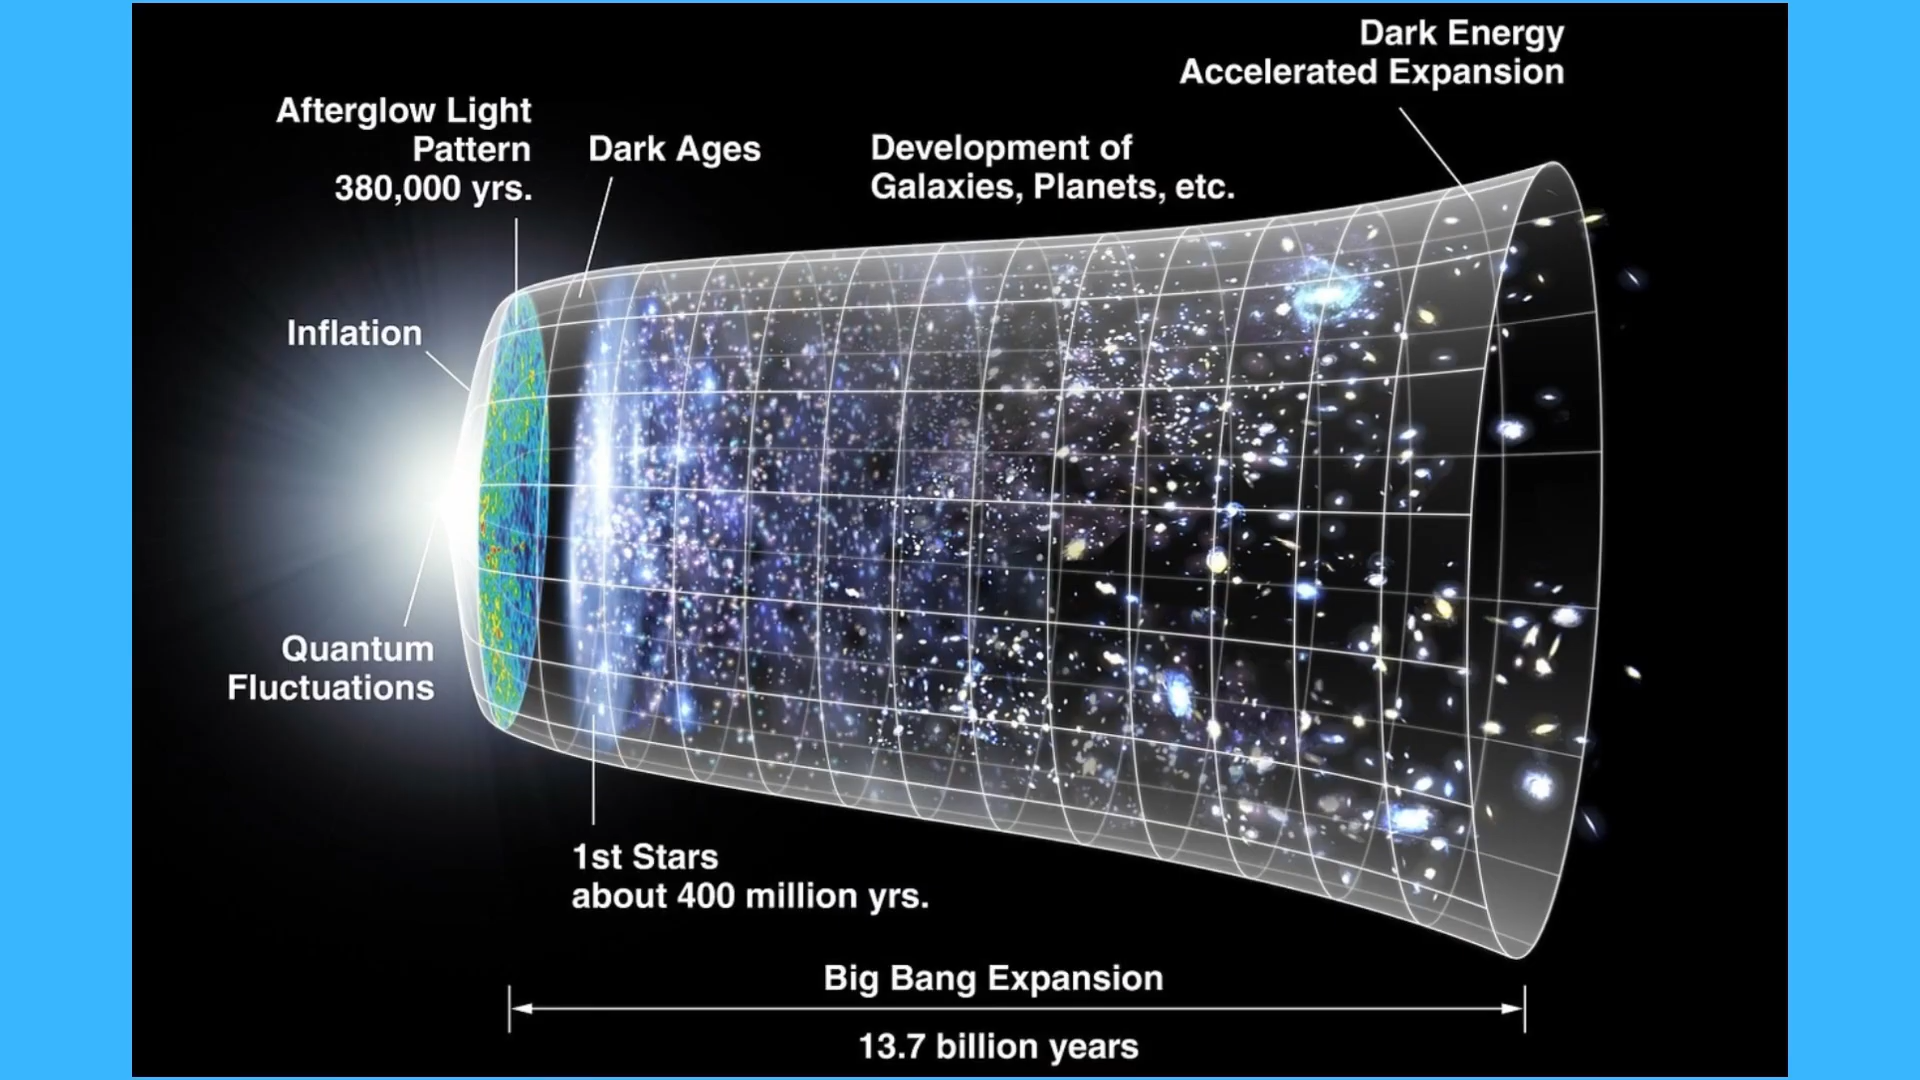 Dark Energy
Accelerated Expansion
Afterglow Light
Pattern
380,000 yrs.
Dark Ages
Development of
Galaxies, Planets, etc.
Inflation
Quantum
Fluctuations
1st Stars
about 400 million yrs.
Big Bang Expansion
13.7 billion years